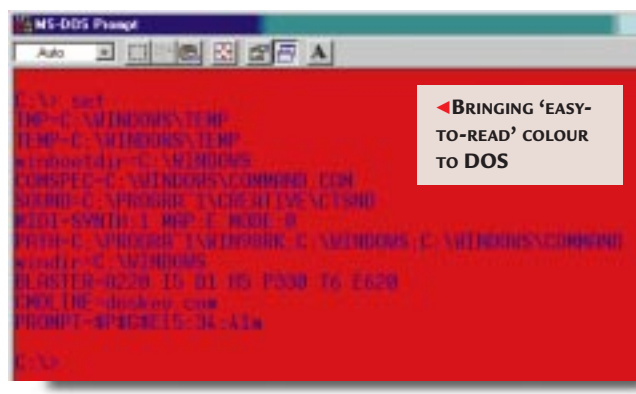 MS-DOS Prompt
Auto
A
C:\> set
TMP=C:\WINDOWS\TEMP
TEMP=C:\WINDOWS\TEMP
winbootdir=C:\WINDOWS
COMSPEC=C:\WINDOWS\COMMAND.COM
SOUND=C:\PROGRA~1\CREATIVE\CTSND
MIDI=SYNTH:1 MAP:E MODE:0
PATH=C:\PROGRA~1\WIN98RK;C:\WINDOWS;C:\WINDOWS\COMMAND
windir=C:\WINDOWS
BLASTER=A220 I5 D1 H5 P330 T6 E620
CMDLINE=doskey.com
C:\>
◀BRINGING ‘EASY-
TO-READ’ COLOUR
TO DOS